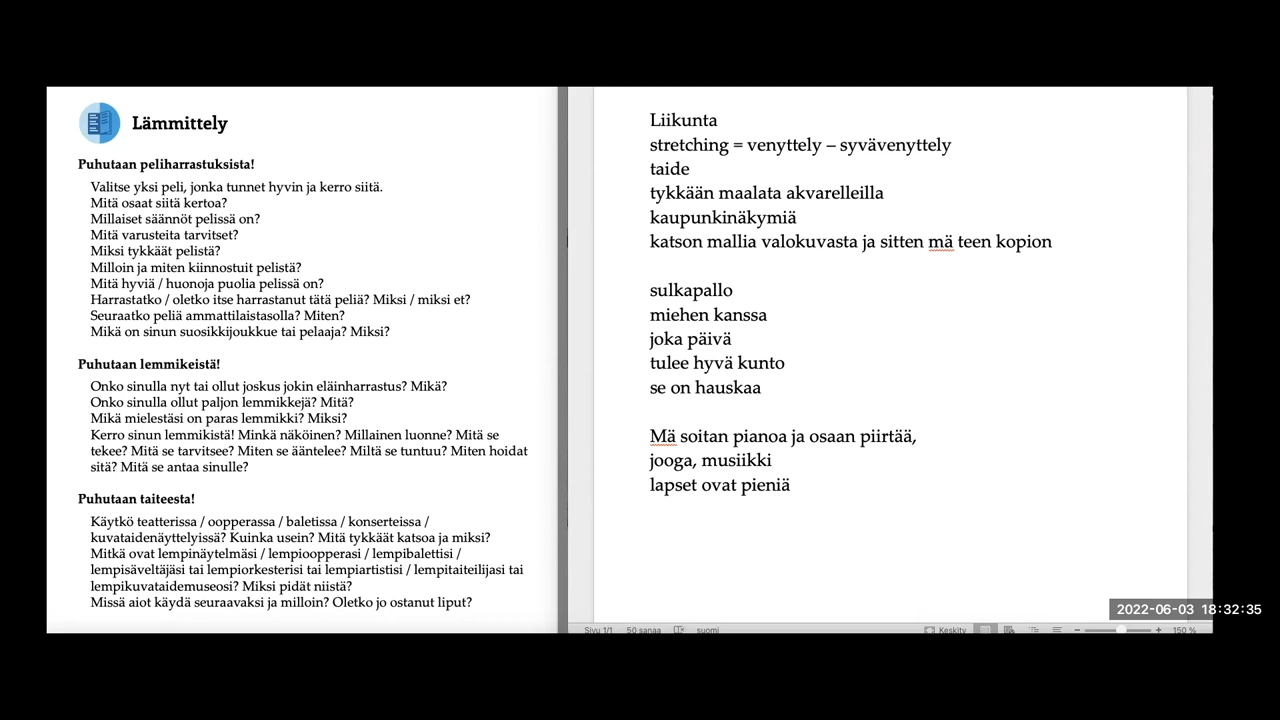 Lämmittely
Puhutaan peliharrastuksista!
Valitse yksi peli, jonka tunnet hyvin ja kerro siitä.
Mitä osaat siitä kertoa?
Millaiset säännöt pelissä on?
Mitä varusteita tarvitset?
Miksi tykkäät pelistä?
Milloin ja miten kiinnostuit pelistä?
Mitä hyviä / huonoja puolia pelissä on?
Harrastatko / oletko itse harrastanut tätä peliä? Miksi / miksi et?
Seuraatko peliä ammattilaistasolla? Miten?
Mikä on sinun suosikkijoukkue tai pelaaja? Miksi?
Puhutaan lemmikeistä!
Onko sinulla nyt tai ollut joskus jokin eläinharrastus? Mikä?
Onko sinulla ollut paljon lemmikkejä? Mitä?
Mikä mielestäsi on paras lemmikki? Miksi?
Kerro sinun lemmikistä! Minkä näköinen? Millainen luonne? Mitä se
tekee? Mitä se tarvitsee? Miten se ääntelee? Miltä se tuntuu? Miten hoidat
sitä? Mitä se antaa sinulle?
Puhutaan taiteesta!
Käytkö teatterissa / oopperassa / baletissa / konserteissa /
kuvataidenäyttelyissä? Kuinka usein? Mitä tykkäät katsoa ja miksi?
Mitkä ovat lempinäytelmäsi / lempioopperasi / lempibalettisi /
lempisäveltäjäsi tai lempiorkesterisi tai lempiartistisi / lempitaiteilijasi tai
lempikuvataidemuseosi? Miksi pidät niistä?
Missä aiot käydä seuraavaksi ja milloin? Oletko jo ostanut liput?
Liikunta
stretching = venyttely – syvävenyttely
taide
tykkään maalata akvarelleilla
kaupunkinäkymiä
katson mallia valokuvasta ja sitten mä teen kopion
sulkapallo
miehen kanssa
joka päivä
tulee hyvä kunto
se on hauskaa
Mä soitan pianoa ja osaan piirtää,
jooga, musiikki
lapset ovat pieniä
2022-06-03 18:32:35
Sivu 1/1 50 sanaa suomi Keskity 150 %